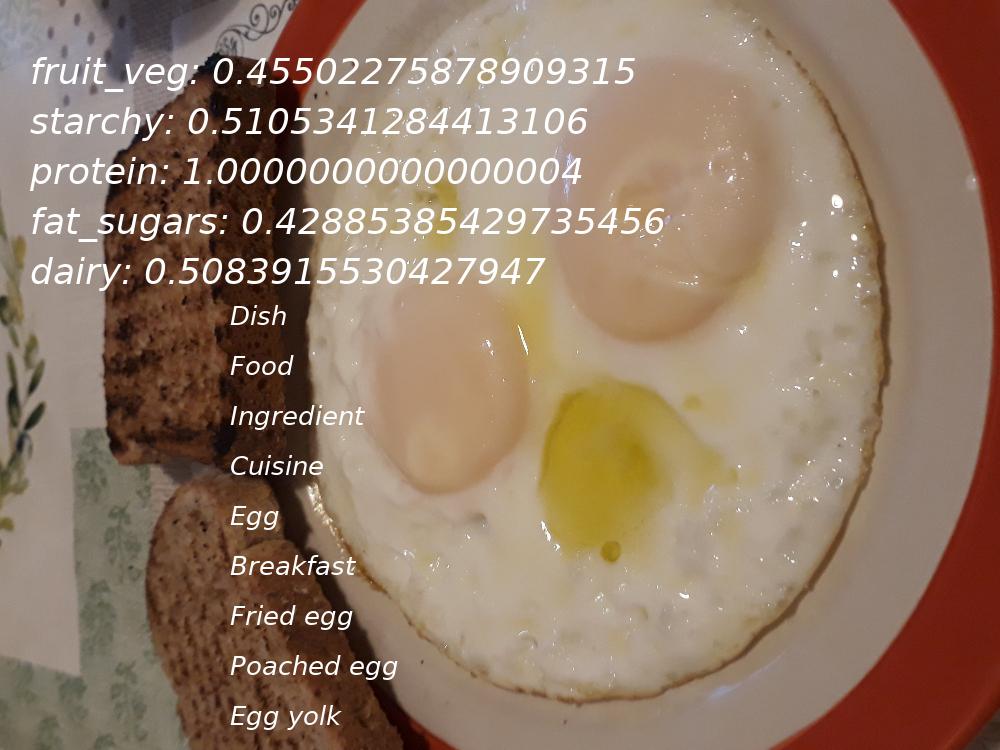 fruit_veg: 0.45502275878909315
starchy: 0.5105341284413106
protein: 1.0000000000000004
fat_sugars: 0.42885385429735456
dairy: 0.5083915530427947
Dish
Food
Ingredient
Cuisine
Egg
Breakfast
Fried egg
Poached egg
Egg yolk